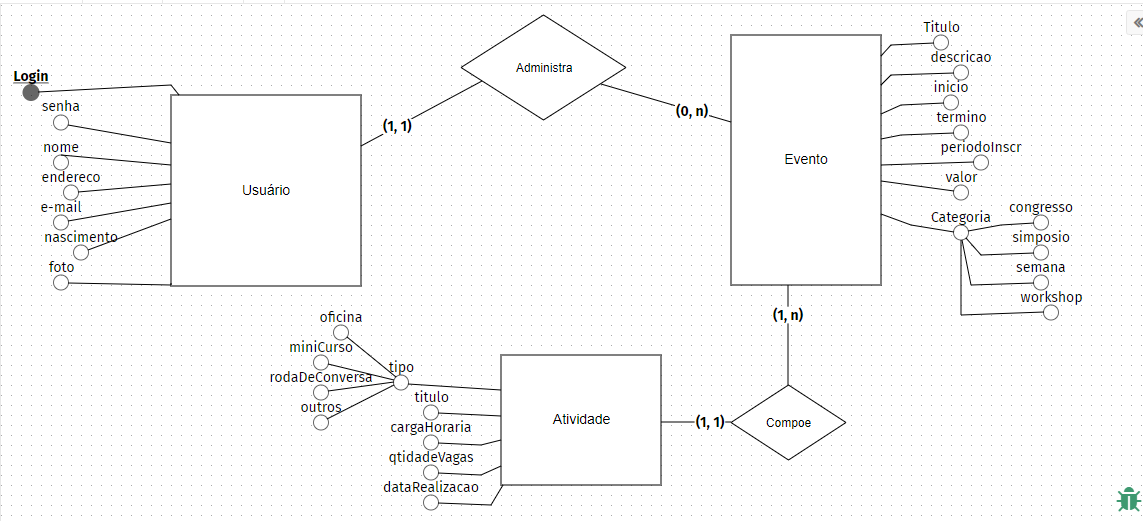 Login
senha
nome
endereco
e-mail
nascimento
foto
Usuário
(1, 1)
Administra
(0, n)
Evento
Titulo
descricao
inicio
termino
periodoInscr
valor
Categoria
congresso
simposio
semana
workshop
(1, n)
Compoe
(1, 1)
Atividade
oficina
miniCurso
rodaDeConversa
outros
tipo
titulo
cargaHoraria
qtidadeVagas
dataRealizacao